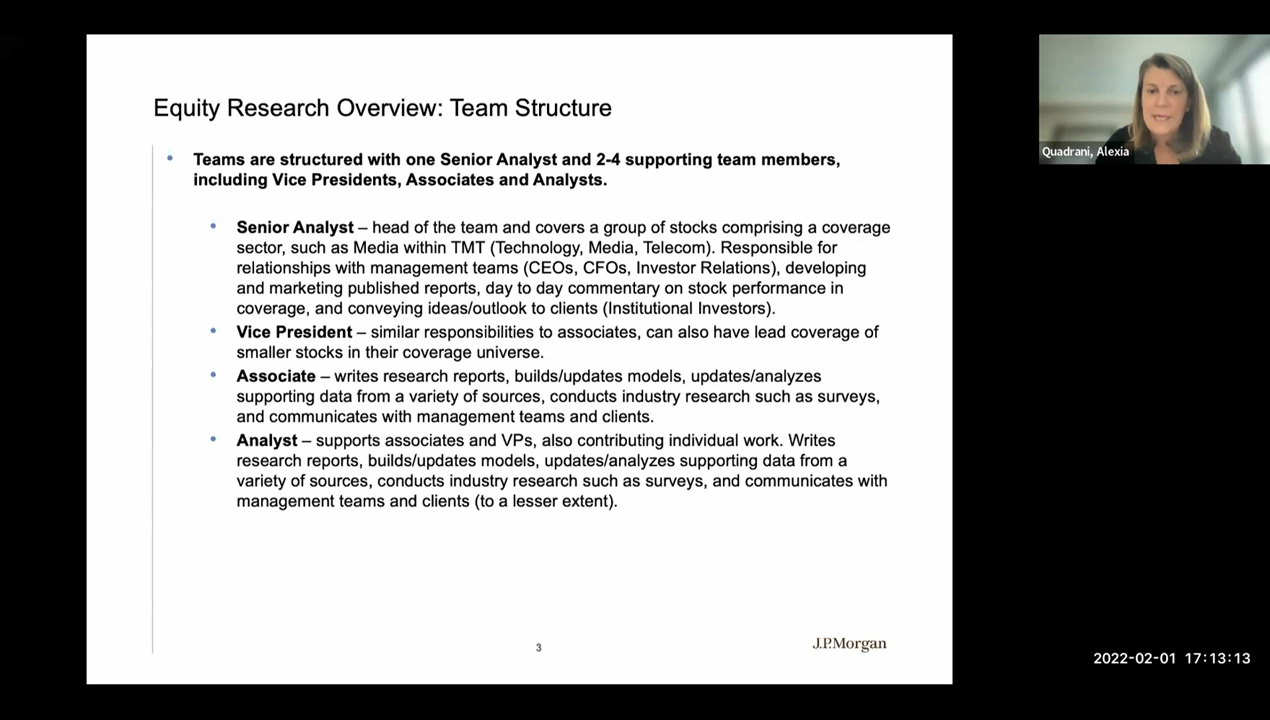 Equity Research Overview: Team Structure
• Teams are structured with one Senior Analyst and 2-4 supporting team members,
including Vice Presidents, Associates and Analysts.
• Senior Analyst – head of the team and covers a group of stocks comprising a coverage
sector, such as Media within TMT (Technology, Media, Telecom). Responsible for
relationships with management teams (CEOs, CFOs, Investor Relations), developing
and marketing published reports, day to day commentary on stock performance in
coverage, and conveying ideas/outlook to clients (Institutional Investors).
• Vice President – similar responsibilities to associates, can also have lead coverage of
smaller stocks in their coverage universe.
• Associate – writes research reports, builds/updates models, updates/analyzes
supporting data from a variety of sources, conducts industry research such as surveys,
and communicates with management teams and clients.
• Analyst – supports associates and VPs, also contributing individual work. Writes
research reports, builds/updates models, updates/analyzes supporting data from a
variety of sources, conducts industry research such as surveys, and communicates with
management teams and clients (to a lesser extent).
3
J.P.Morgan
Quadrani, Alexia
2022-02-01 17:13:13